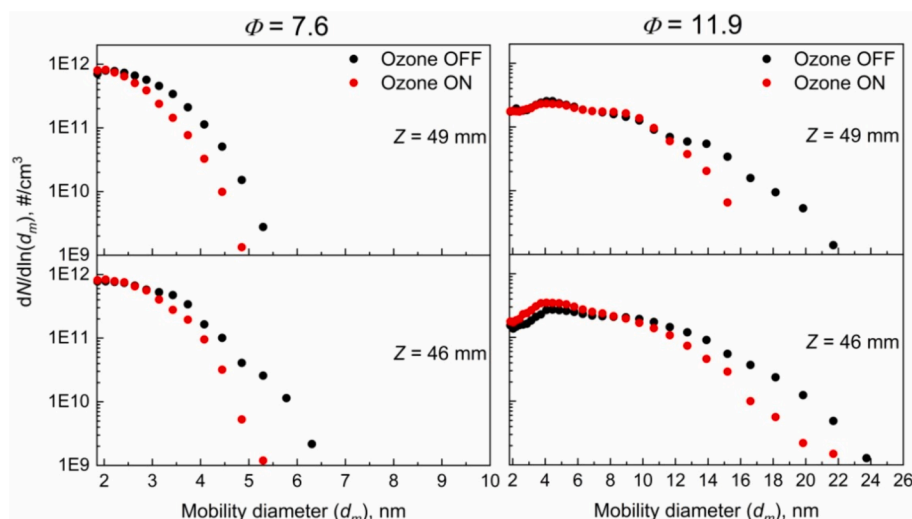 Φ = 7.6
Φ = 11.9
Ozone OFF
Ozone ON
Z = 49 mm
Ozone OFF
Ozone ON
Z = 49 mm
Z = 46 mm
Z = 46 mm
dN/dln(dm), #/cm³
1E12
1E11
1E10
1E9
1E12
1E11
1E10
1E9
2 3 4 5 6 7 8 9 10
2 4 6 8 10 12 14 16 18 20 22 24 26
Mobility diameter (dm), nm
Mobility diameter (dm), nm